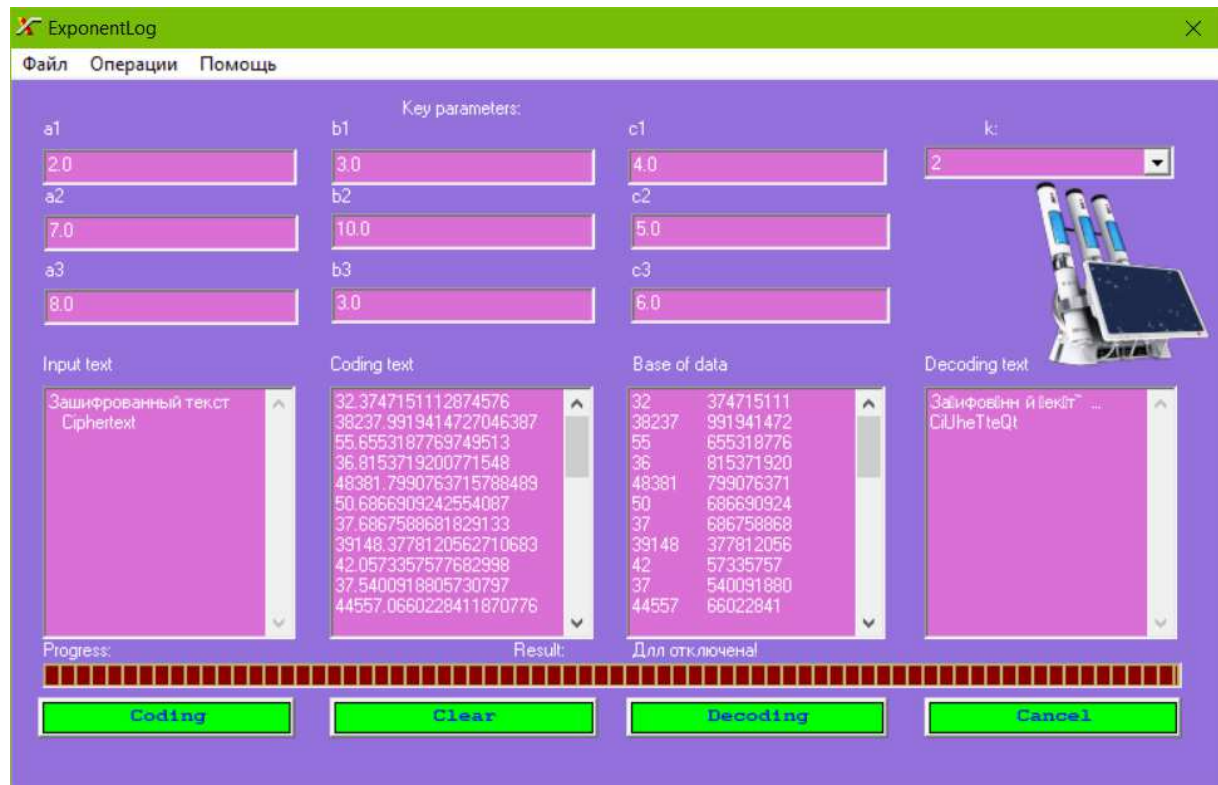 ExponentLog
Файл Операции Помощь
Key parameters:
a1 b1 c1 k:
2.0 3.0 4.0 2
a2 b2 c2
7.0 10.0 5.0
a3 b3 c3
8.0 3.0 6.0
Input text Coding text Base of data Decoding text
Зашифрованный текст
Ciphertext
32.3747151112874576
38237.9919414727046387
55.6553187769749513
36.8153719200771548
48381.7990763715788489
50.6866909242554087
37.6867588681829133
39148.3778120562710683
42.0573357577682998
37.5400918805730797
44557.0660228411870776
32 374715111
38237 991941472
55 655318776
36 815371920
48381 799076371
50 686690924
37 686758868
39148 377812056
42 57335757
37 540091880
44557 66022841
CiUheTteQt
Progress: Result: Длл отключена!
Coding Clear Decoding Cancel